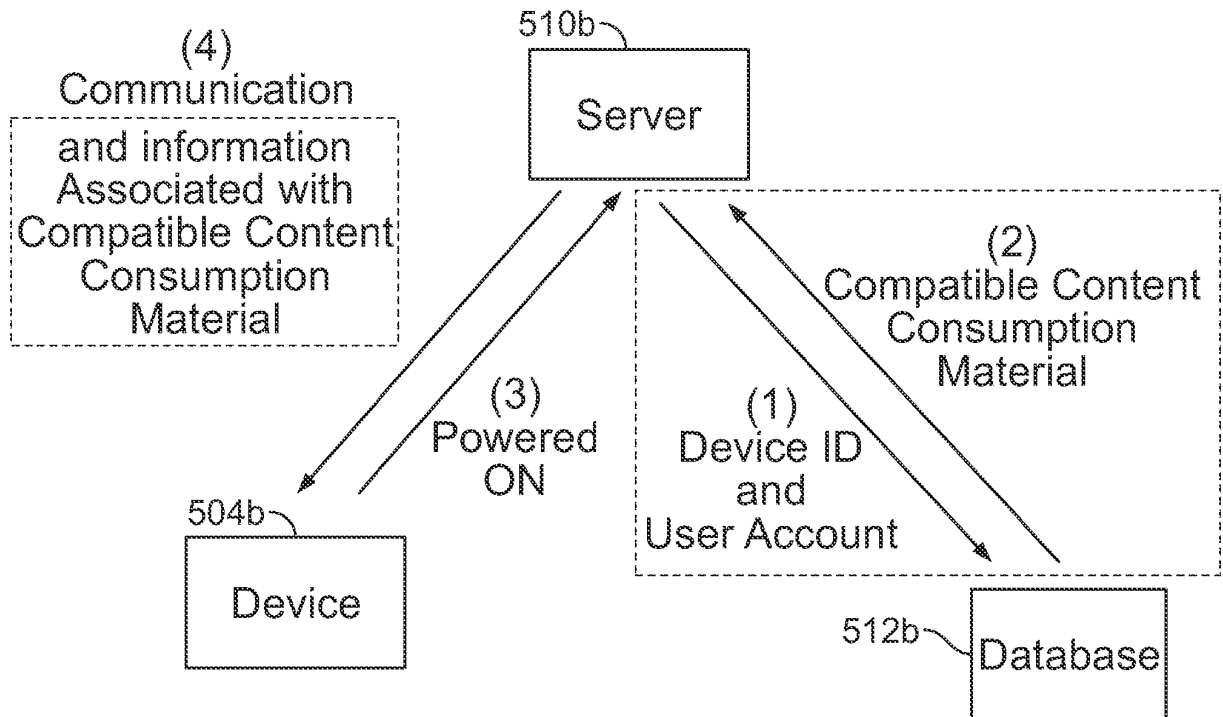 510b
Server
(4)
Communication
and information
Associated with
Compatible Content
Consumption
Material
(2)
Compatible Content
Consumption
Material
(3)
Powered
ON
(1)
Device ID
and
User Account
504b
Device
512b
Database